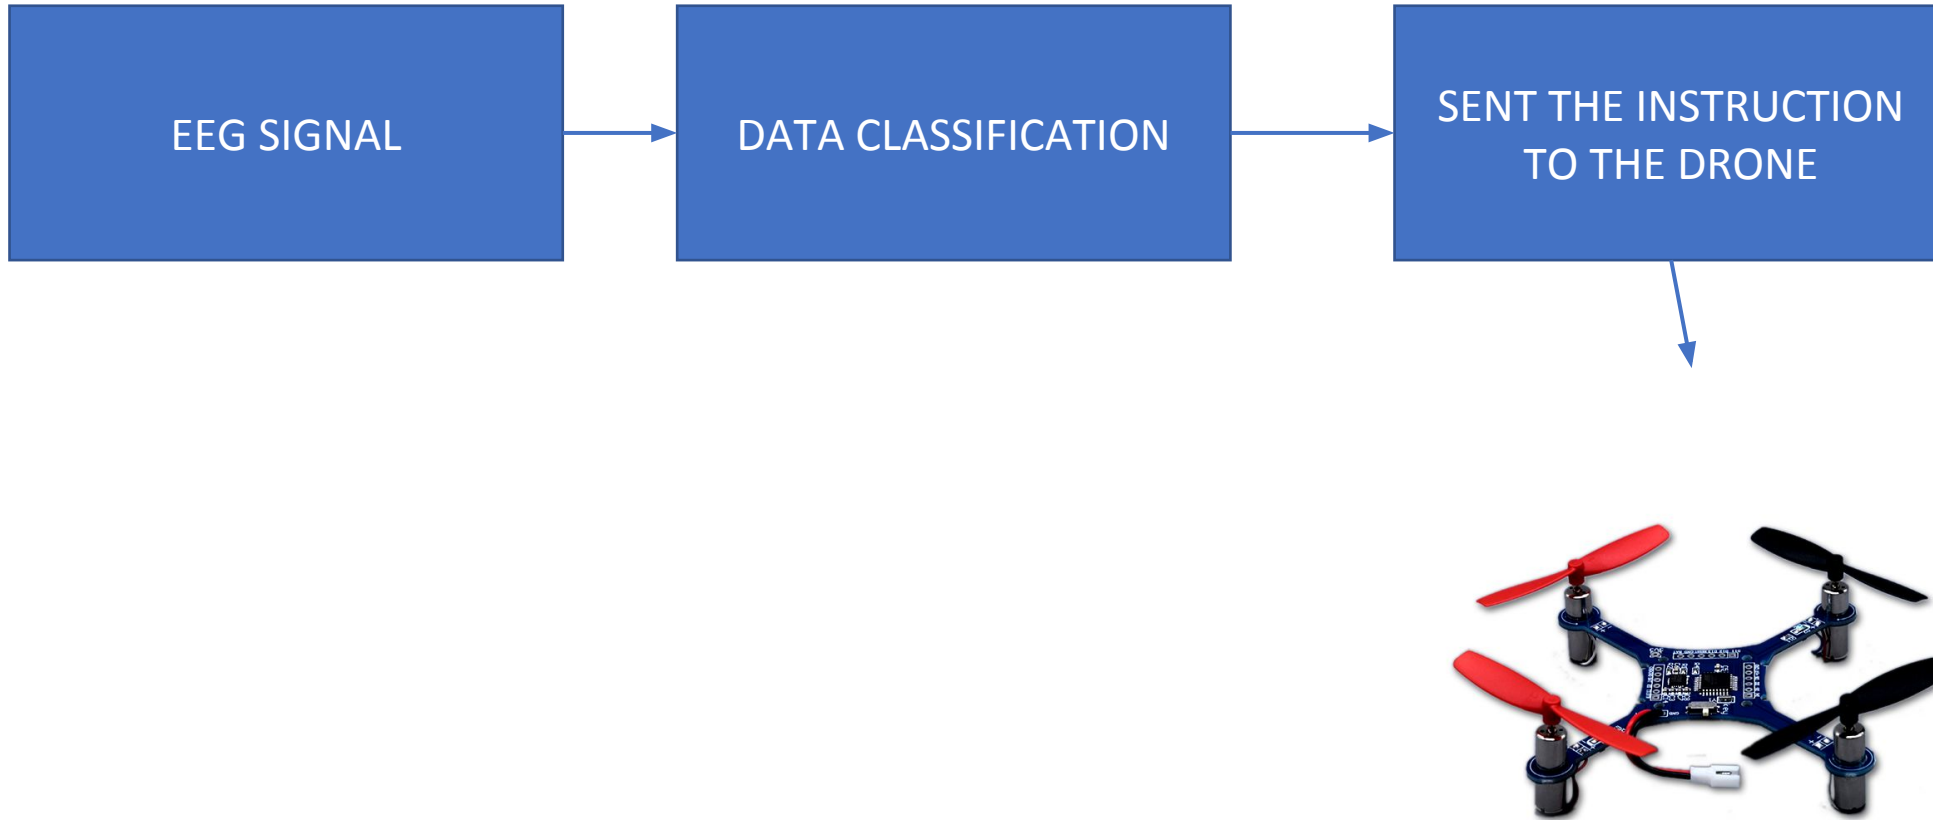 EEG SIGNAL
DATA CLASSIFICATION
SENT THE INSTRUCTION
TO THE DRONE